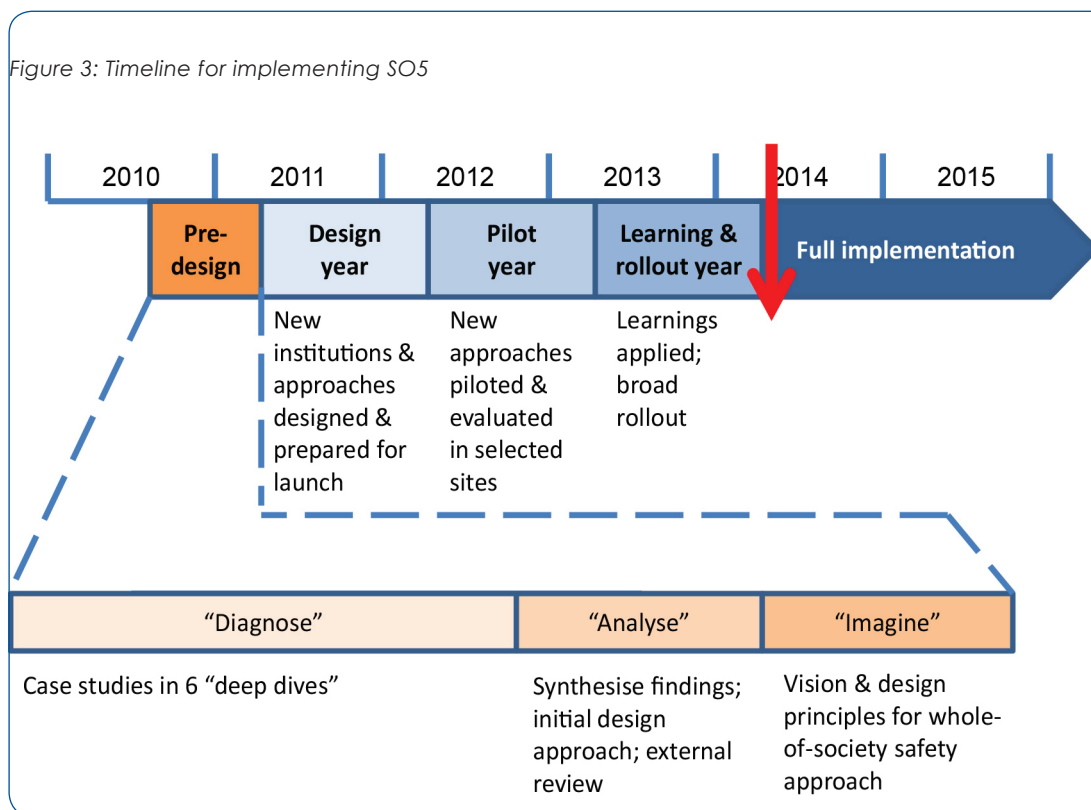 Figure 3: Timeline for implementing SO5
2010 2011 2012 2013 2014 2015
Pre-
design
Design
year
Pilot
year
Learning &
rollout year
Full implementation
New
institutions &
approaches
designed &
prepared for
launch
New
approaches
piloted &
evaluated
in selected
sites
Learnings
applied;
broad
rollout
“Diagnose” “Analyse” “Imagine”
Case studies in 6 “deep dives”
Synthesise findings;
initial design
approach; external
review
Vision & design
principles for whole-
of-society safety
approach